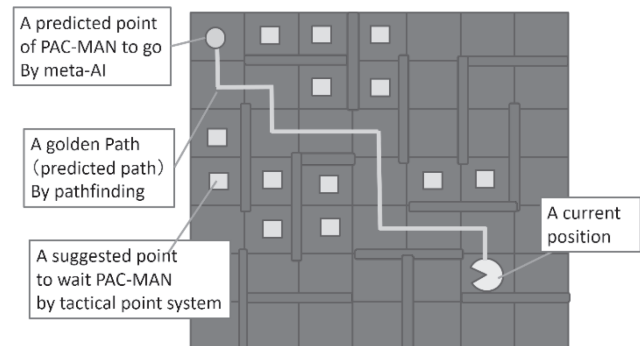 A predicted point
of PAC-MAN to go
By meta-AI
A golden Path
(predicted path)
By pathfinding
A suggested point
to wait PAC-MAN
by tactical point system
A current
position